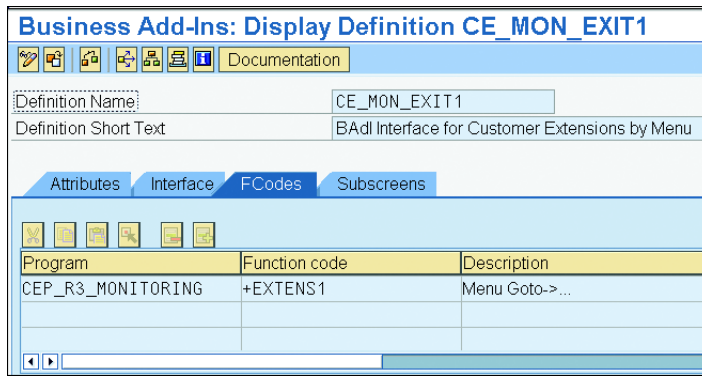 Business Add-Ins: Display Definition CE_MON_EXIT1
Documentation
Definition Name CE_MON_EXIT1
Definition Short Text BAdI Interface for Customer Extensions by Menu
Attributes Interface FCodes Subscreens
Program Function code Description
CEP_R3_MONITORING +EXTENS1 Menu Goto->...